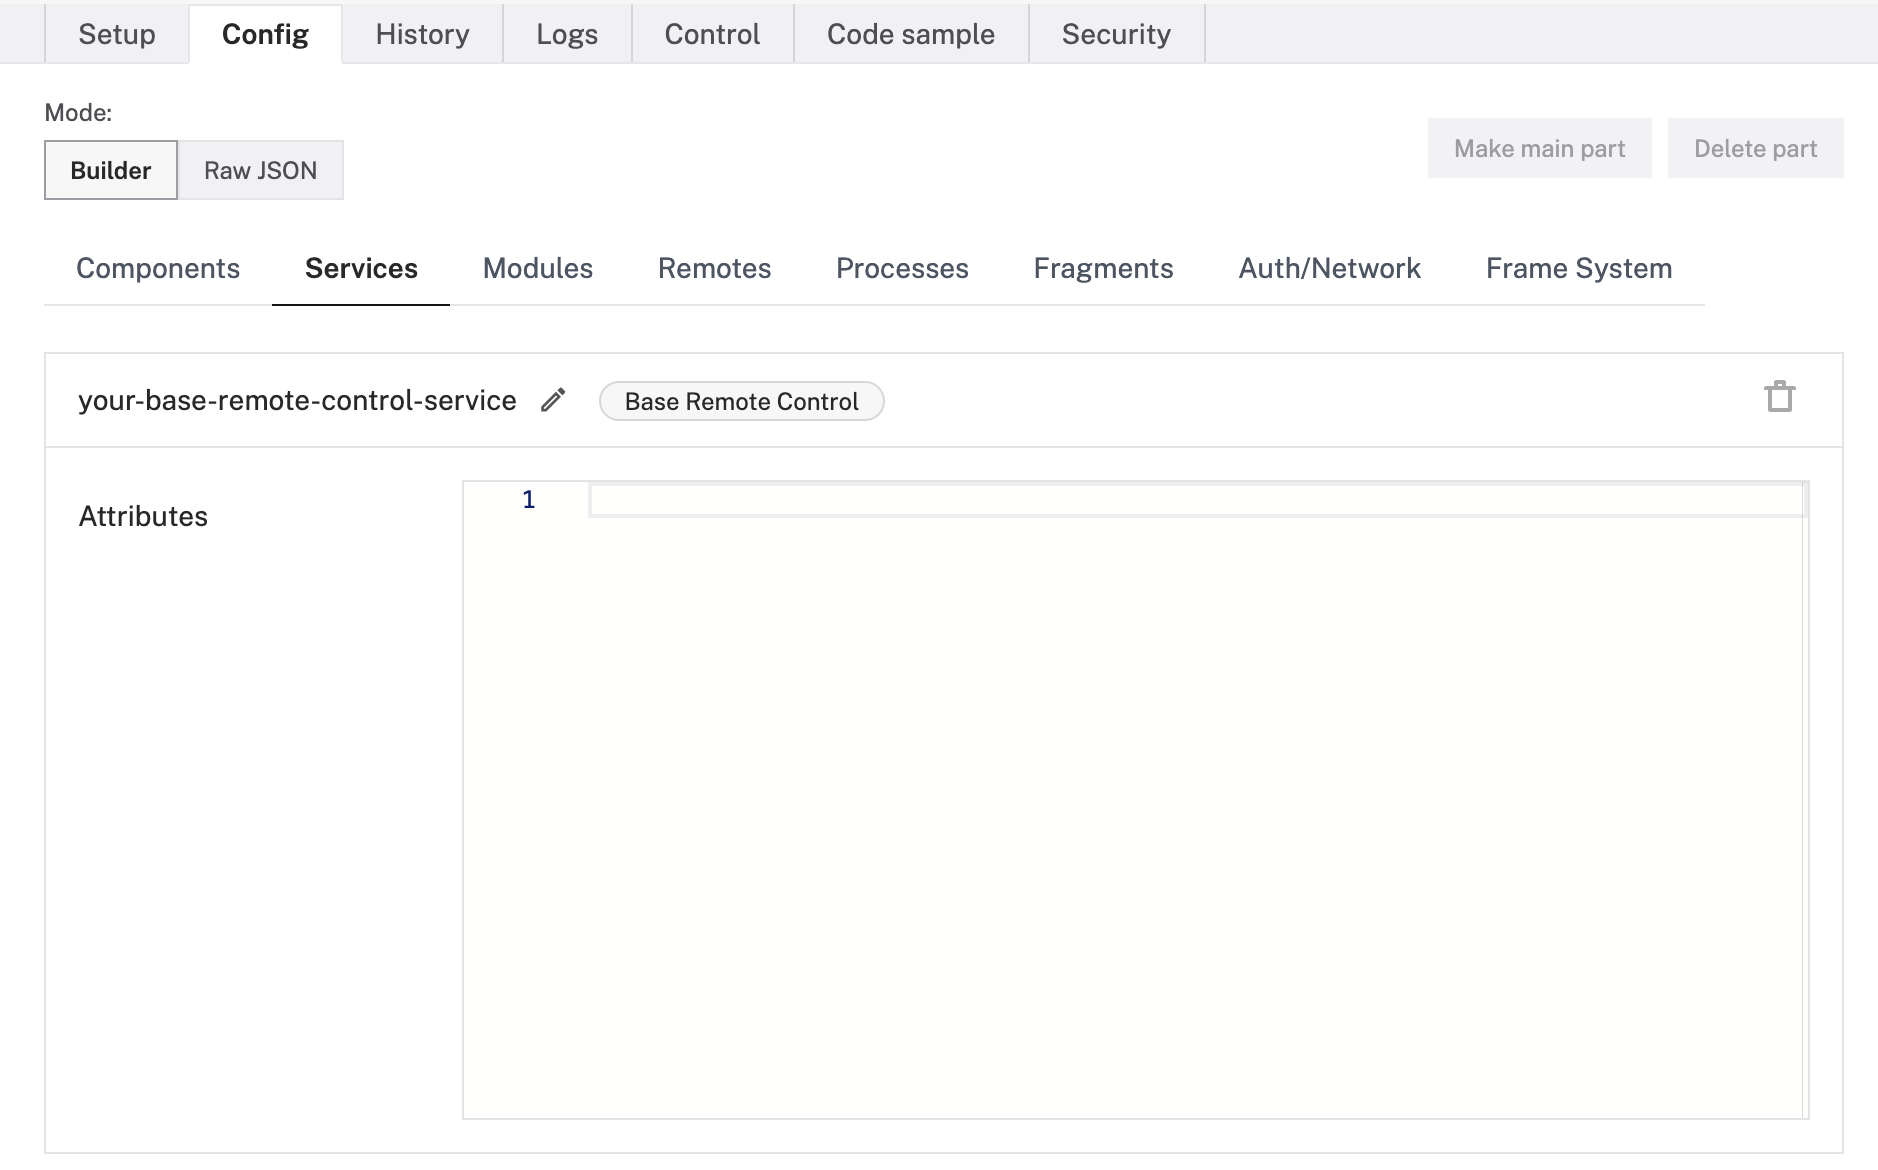 Setup Config History Logs Control Code sample Security
Mode:
Builder Raw JSON
Make main part Delete part
Components Services Modules Remotes Processes Fragments Auth/Network Frame System
your-base-remote-control-service Base Remote Control
Attributes
1